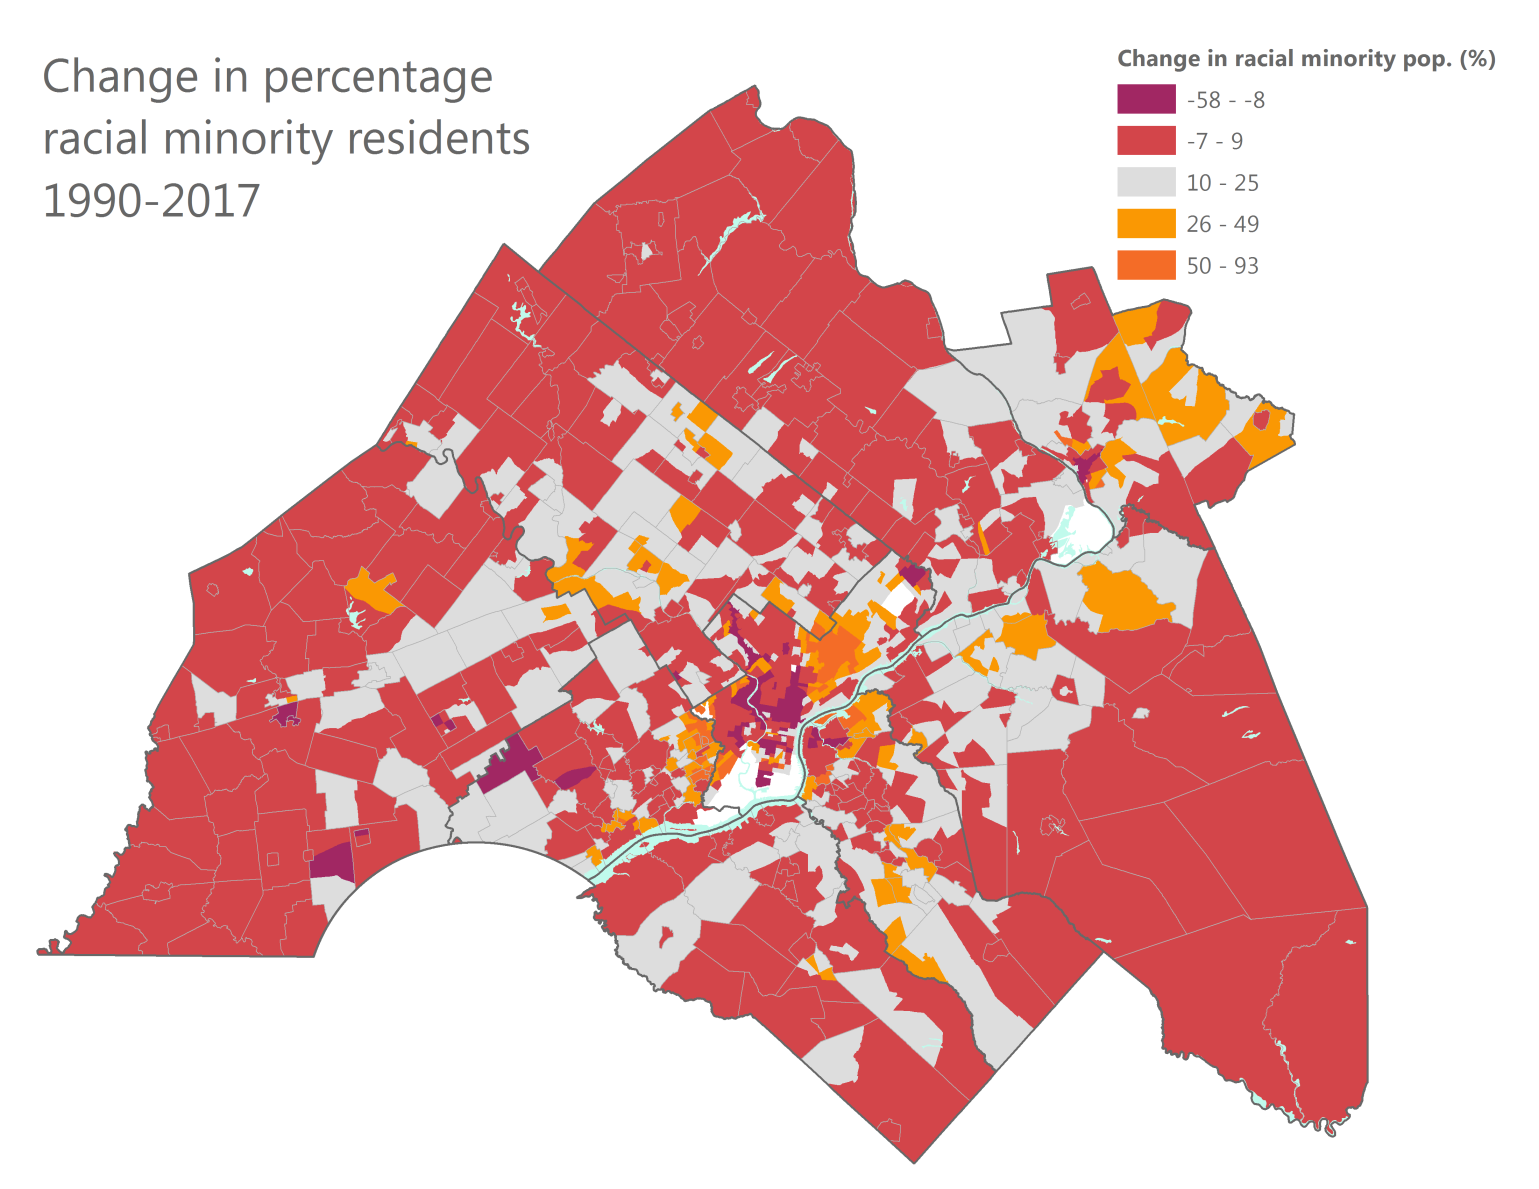 Change in percentage
racial minority residents
1990-2017
Change in racial minority pop. (%)
-58 - -8
-7 - 9
10 - 25
26 - 49
50 - 93